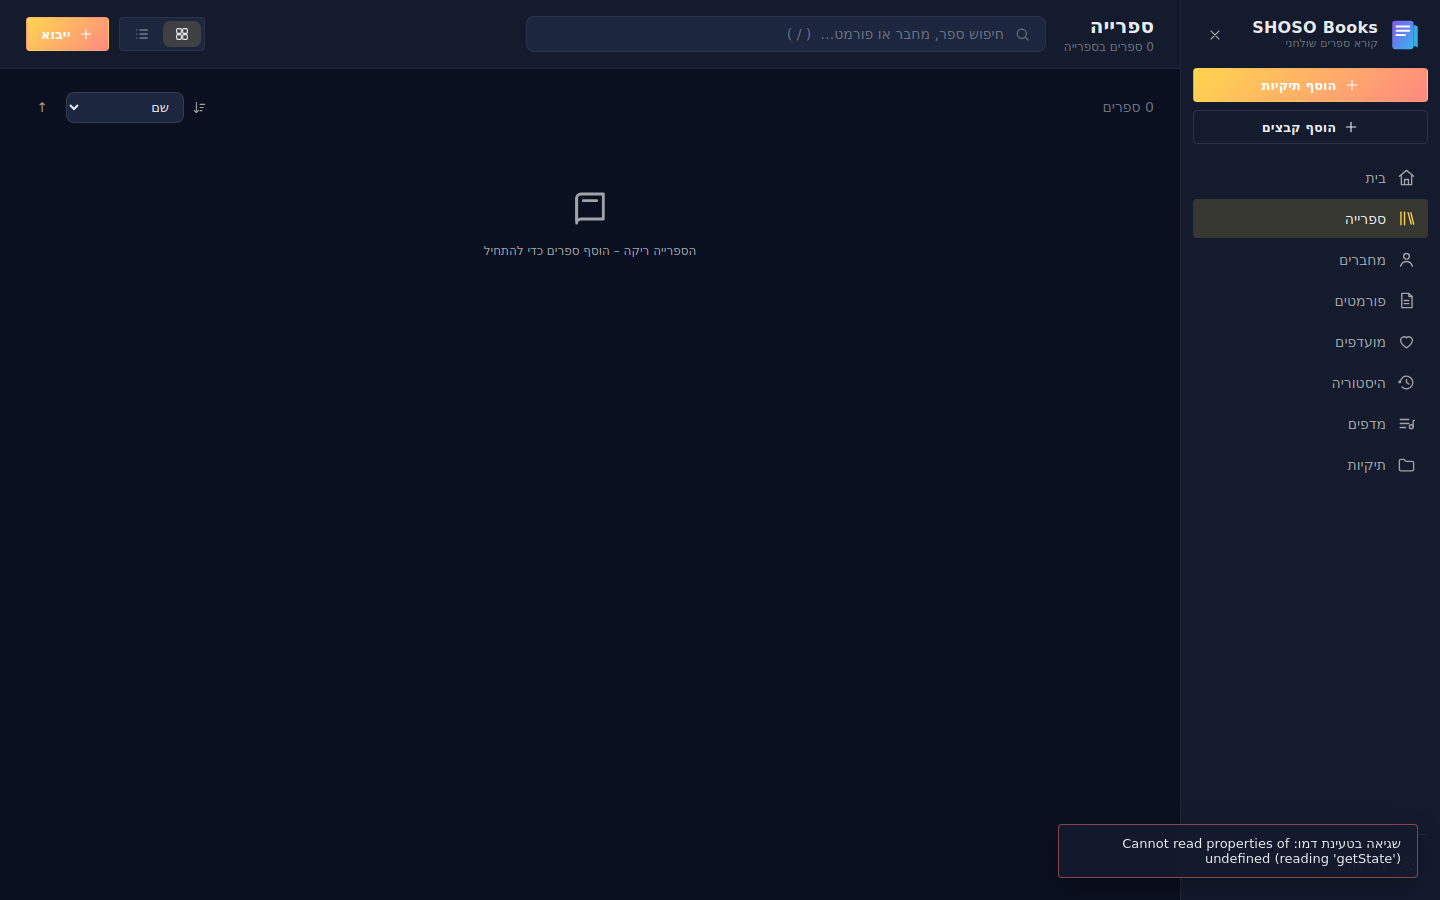 SHOSO Books
קורא ספרים שולחני
הוסף תיקיות
הוסף קבצים
בית
ספרייה
מחברים
פורמטים
מועדפים
היסטוריה
מדפים
תיקיות
ספרייה
0 ספרים בספרייה
חיפוש ספר, מחבר או פורמט... ( / )
ייבוא
0 ספרים
שם
↑
הספרייה ריקה – הוסף ספרים כדי להתחיל
שגיאה בטעינת דמו: Cannot read properties of
undefined (reading 'getState')